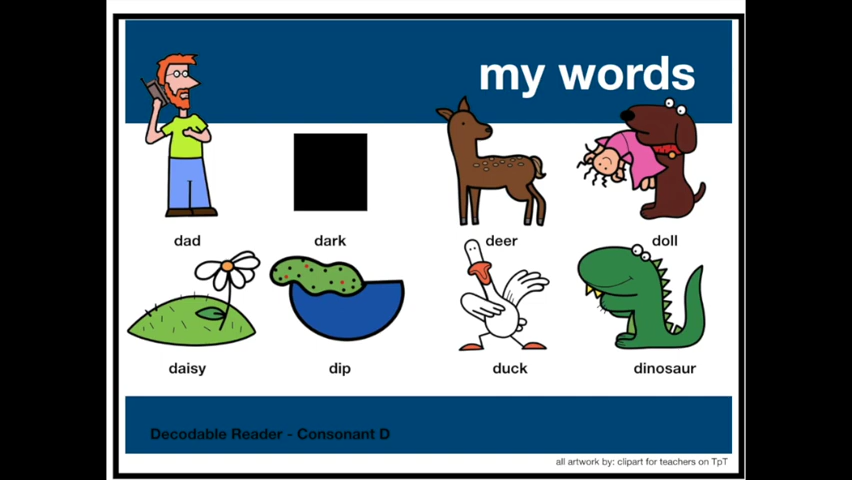 my words
dad
dark
deer
doll
daisy
dip
duck
dinosaur
Decodable Reader - Consonant D
all artwork by: clipart for teachers on TpT